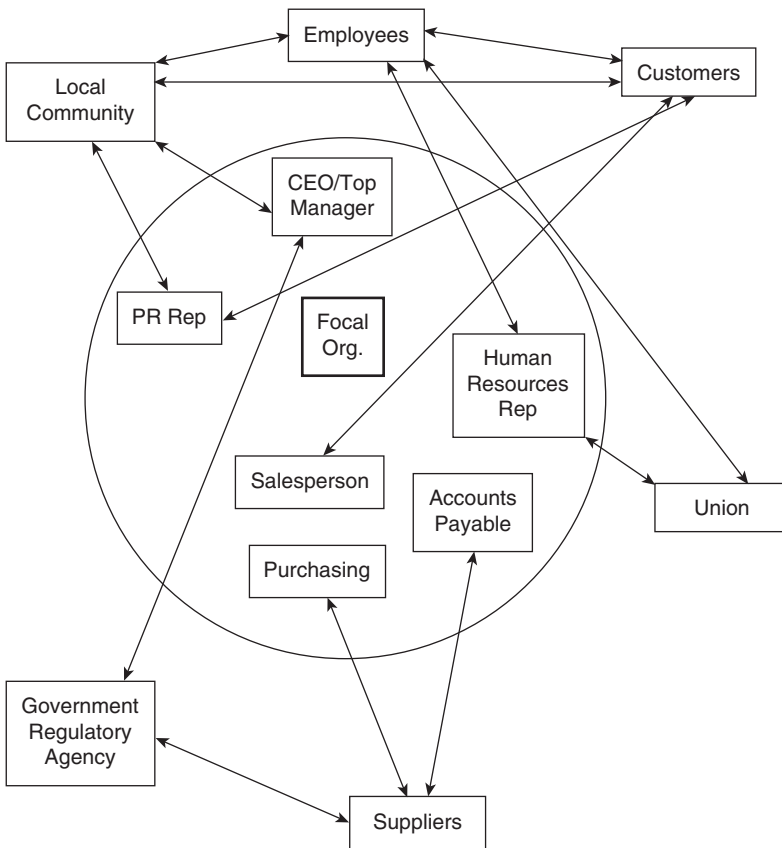 Employees
Customers
Local
Community
CEO/Top
Manager
PR Rep
Focal
Org.
Human
Resources
Rep
Salesperson
Accounts
Payable
Union
Purchasing
Government
Regulatory
Agency
Suppliers